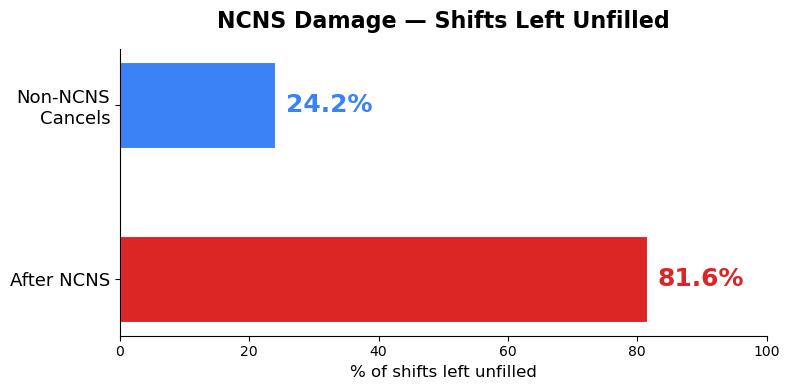 NCNS Damage — Shifts Left Unfilled
Non-NCNS
Cancels
24.2%
After NCNS
81.6%
0 20 40 60 80 100
% of shifts left unfilled